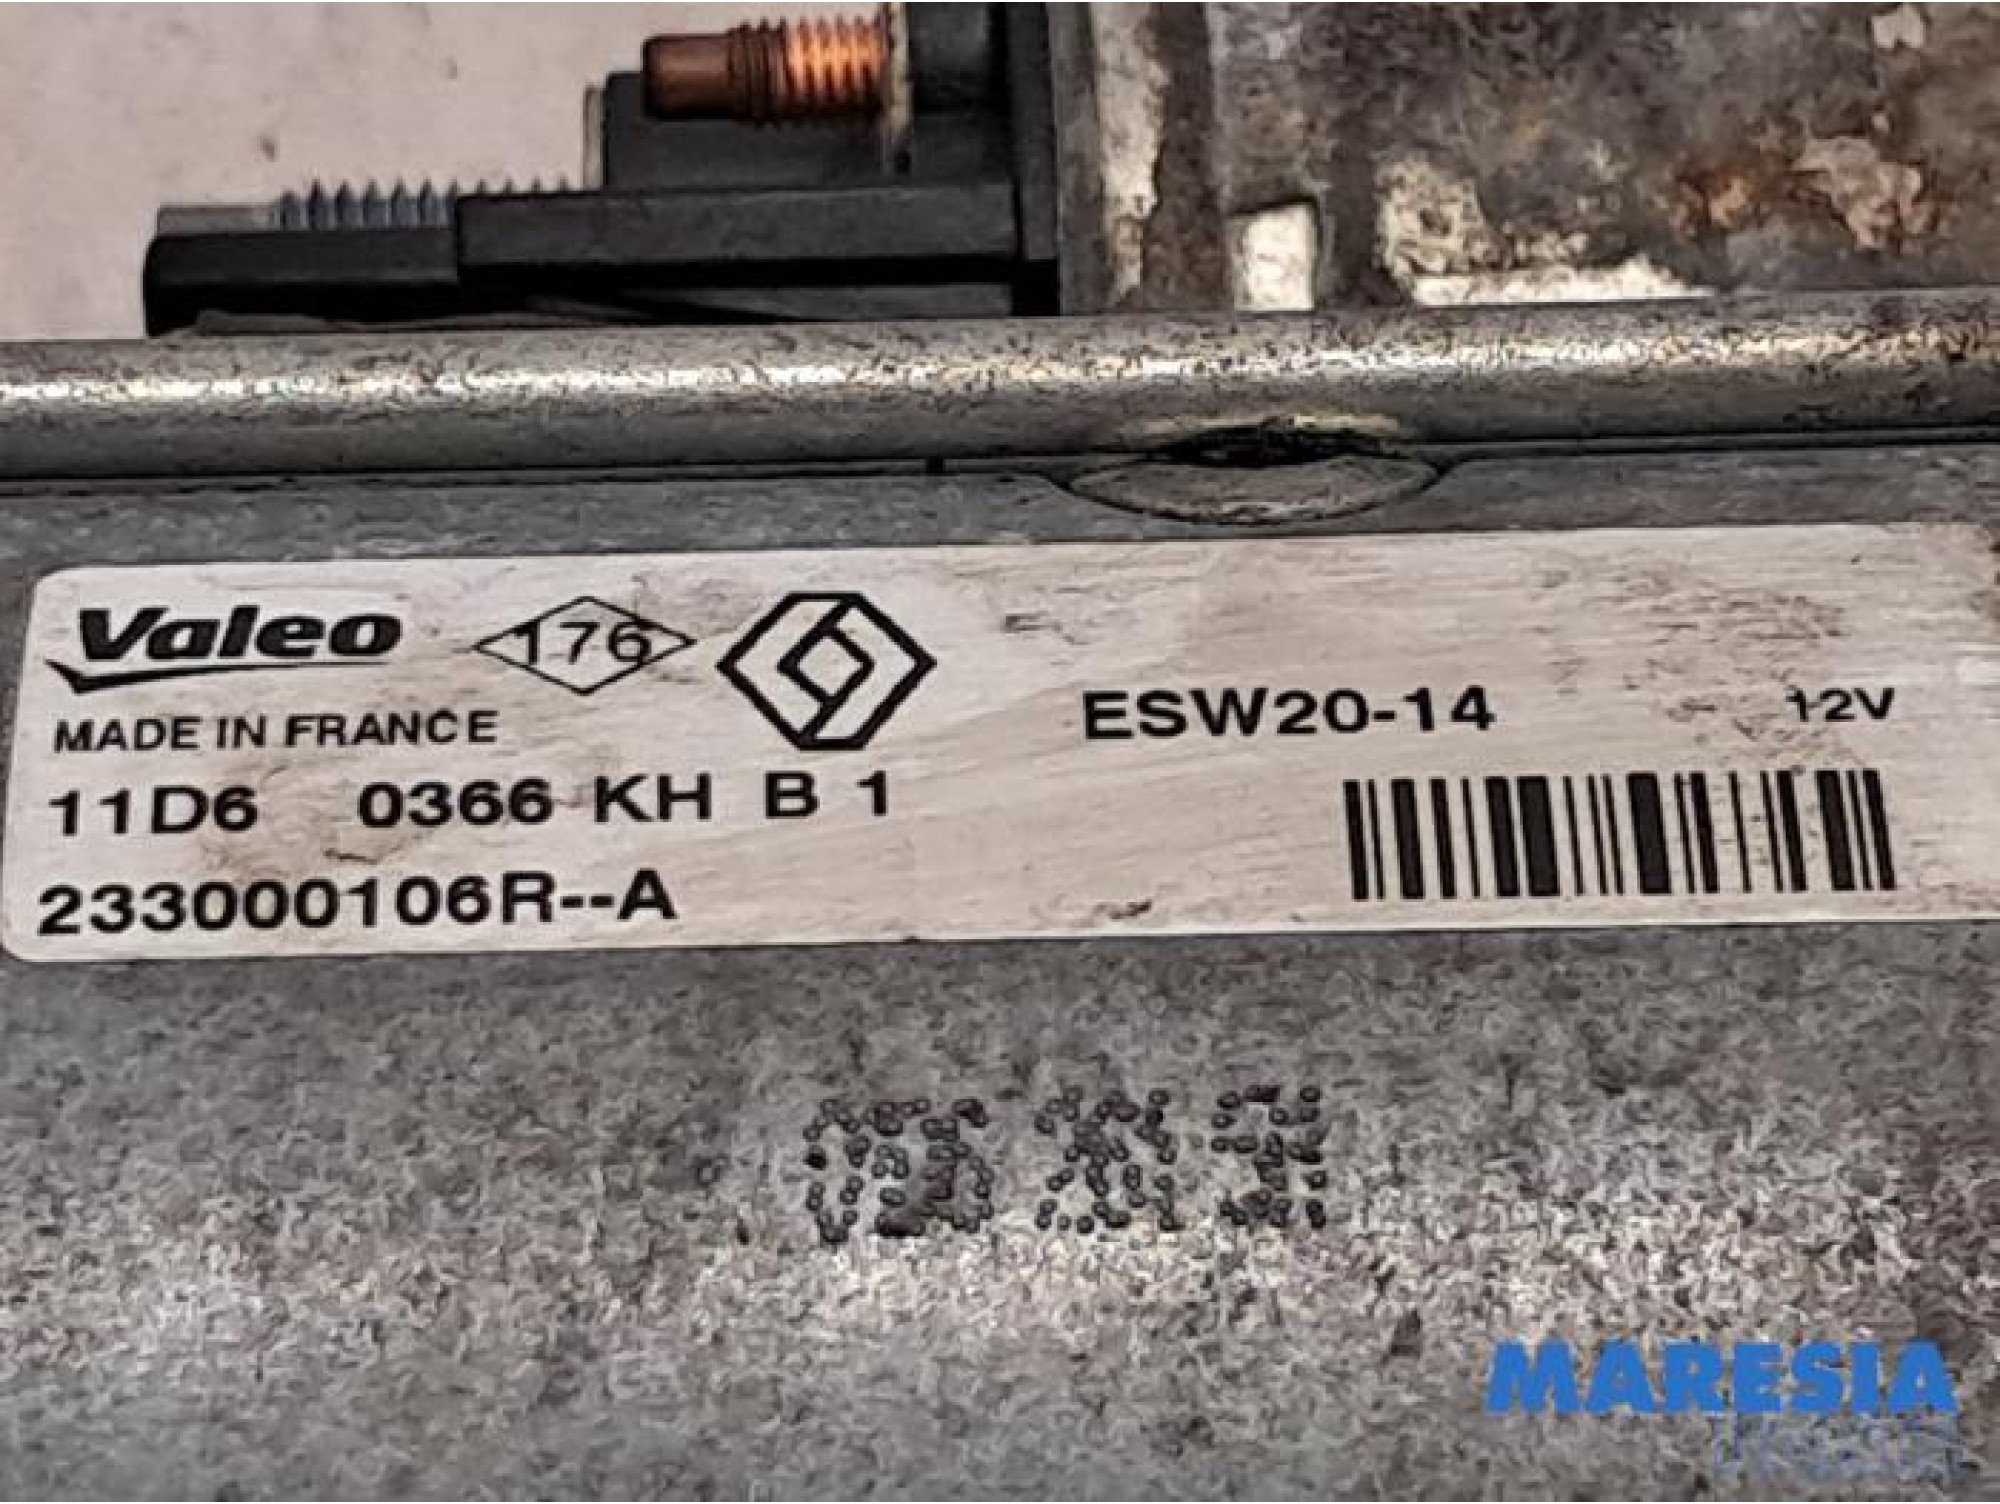 Valeo 176
MADE IN FRANCE
ESW20-14 12V
11D6 0366 KH B 1
233000106R--A
MARESIA